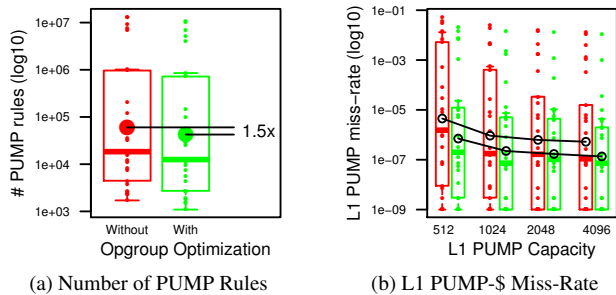 # PUMP rules (log10)
1e+07
1e+06
1e+05
1e+04
1e+03
1.5x
Without With
Opgroup Optimization
(a) Number of PUMP Rules
L1 PUMP miss-rate (log10)
1e-01
1e-03
1e-05
1e-07
1e-09
512 1024 2048 4096
L1 PUMP Capacity
(b) L1 PUMP-$ Miss-Rate